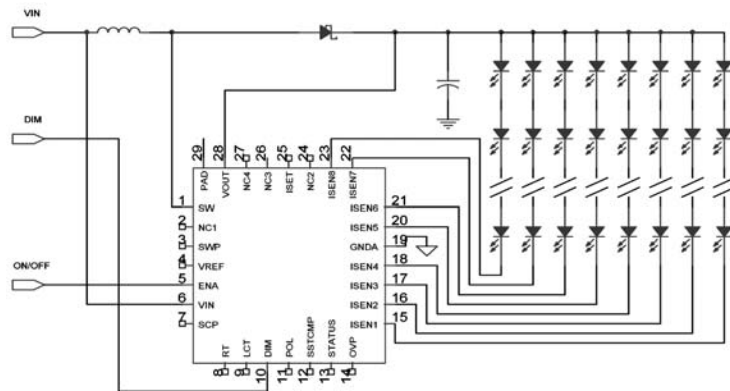 VIN
DIM
ON/OFF
29 28 27 26 25 24 23 22
PAD VOUT NC4 NC3 ISET NC2 ISEN8 ISEN7
1 SW
2 NC1
3 SWP
4 VREF
5 ENA
6 VIN
7 SCP
ISEN6 21
ISEN5 20
GNDA 19
ISEN4 18
ISEN3 17
ISEN2 16
ISEN1 15
RT LCT DIM POL SSTCMP STATUS OVP
8 9 10 11 12 13 14